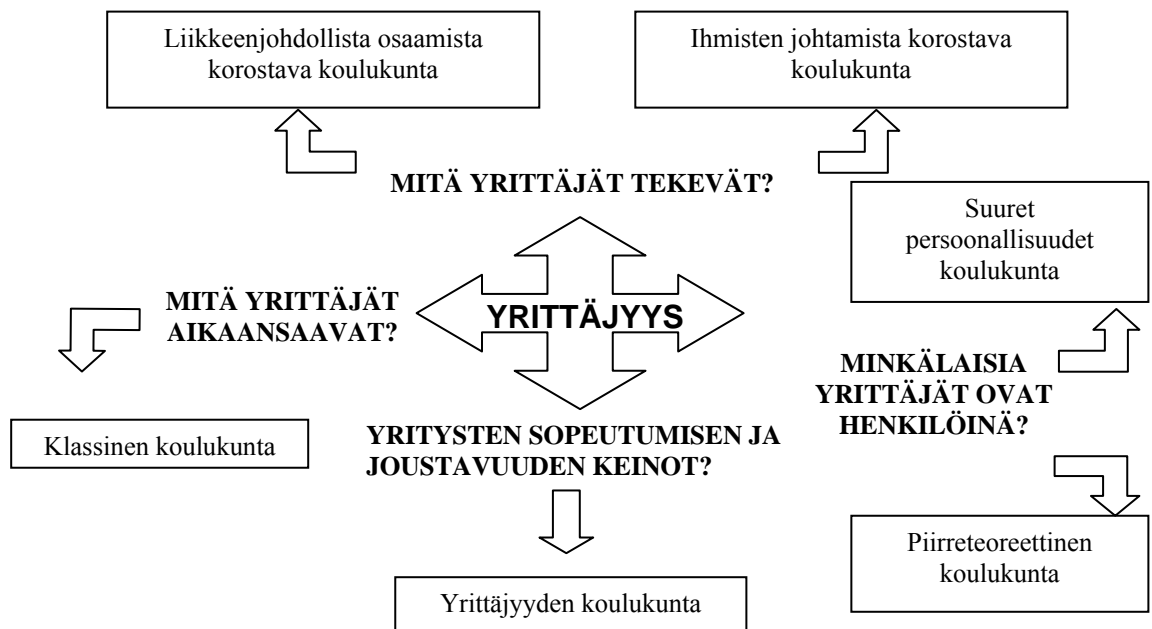 Liikkeenjohdollista osaamista
korostava koulukunta
Ihmisten johtamista korostava
koulukunta
MITÄ YRITTÄJÄT TEKEVÄT?
Suuret
persoonallisuudet
koulukunta
MITÄ YRITTÄJÄT
AIKAANSAAVAT?
YRITTÄJYYS
MINKÄLAISIA
YRITTÄJÄT OVAT
HENKILÖINÄ?
Klassinen koulukunta
YRITYSTEN SOPEUTUMISEN JA
JOUSTAVUUDEN KEINOT?
Piirreteoreettinen
koulukunta
Yrittäjyyden koulukunta